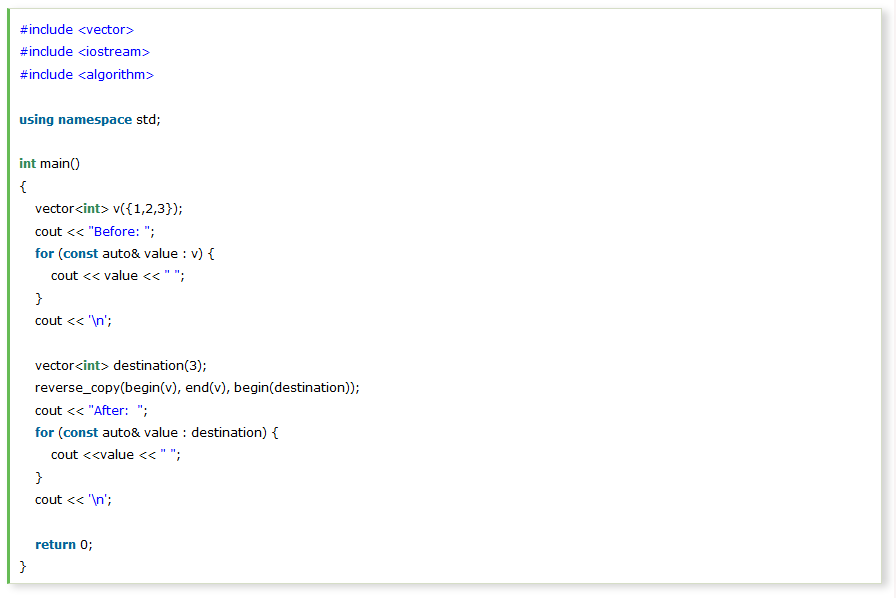 #include <vector>
#include <iostream>
#include <algorithm>
using namespace std;
int main()
{
vector<int> v({1,2,3});
cout << "Before: ";
for (const auto& value : v) {
cout << value << " ";
}
cout << '\n';
vector<int> destination(3);
reverse_copy(begin(v), end(v), begin(destination));
cout << "After:  ";
for (const auto& value : destination) {
cout <<value << " ";
}
cout << '\n';
return 0;
}